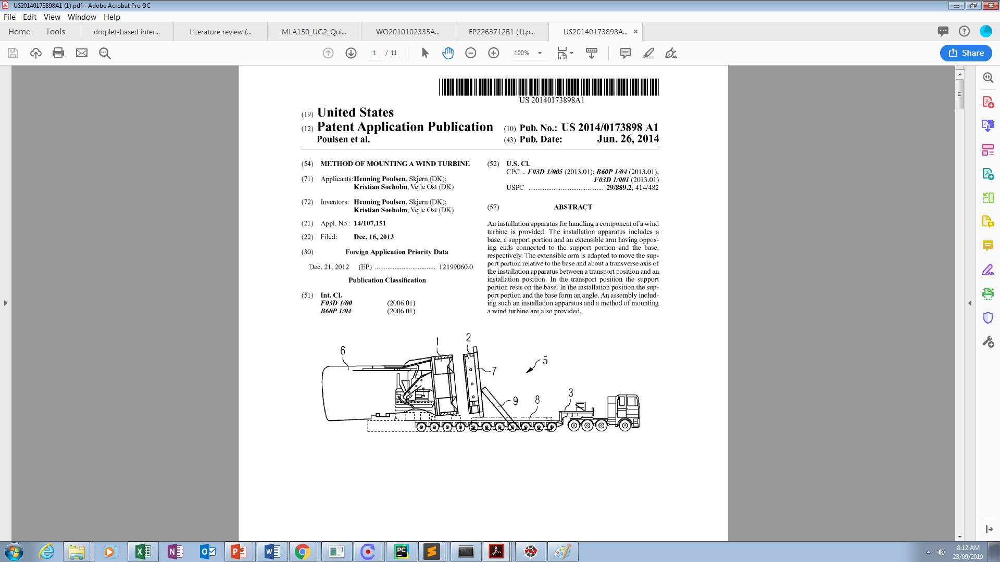 US20140173898A1 (1).pdf - Adobe Acrobat Pro DC
File Edit View Window Help
Home Tools droplet-based inter... Literature review (... MLA150_UG2_Qui... WO2010102335A... EP2263712B1 (1).p... US20140173898A...
1 / 11 100% Share
US 20140173898A1
(19) United States
(12) Patent Application Publication (10) Pub. No.: US 2014/0173898 A1
Poulsen et al. (43) Pub. Date: Jun. 26, 2014
(54) METHOD OF MOUNTING A WIND TURBINE
(71) Applicants: Henning Poulsen, Skjern (DK);
Kristian Soeholm, Vejle Ost (DK)
(72) Inventors: Henning Poulsen, Skjern (DK);
Kristian Soeholm, Vejle Ost (DK)
(21) Appl. No.: 14/107,151
(22) Filed: Dec. 16, 2013
(30) Foreign Application Priority Data
Dec. 21, 2012 (EP) .................................. 12199060.0
Publication Classification
(51) Int. Cl.
F03D 1/00 (2006.01)
B60P 1/04 (2006.01)
(52) U.S. Cl.
CPC . F03D 1/005 (2013.01); B60P 1/04 (2013.01);
F03D 1/001 (2013.01)
USPC .......................................... 29/889.2; 414/482
(57) ABSTRACT
An installation apparatus for handling a component of a wind
turbine is provided. The installation apparatus includes a
base, a support portion and an extensible arm having oppos-
ing ends connected to the support portion and the base,
respectively. The extensible arm is adapted to move the sup-
port portion relative to the base and about a transverse axis of
the installation apparatus between a transport position and an
installation position. In the transport position the support
portion rests on the base. In the installation position the sup-
port portion and the base form an angle. An assembly includ-
ing such an installation apparatus and a method of mounting
a wind turbine are also provided.
6
1
2
7
5
9
8
3
8:12 AM
23/09/2019